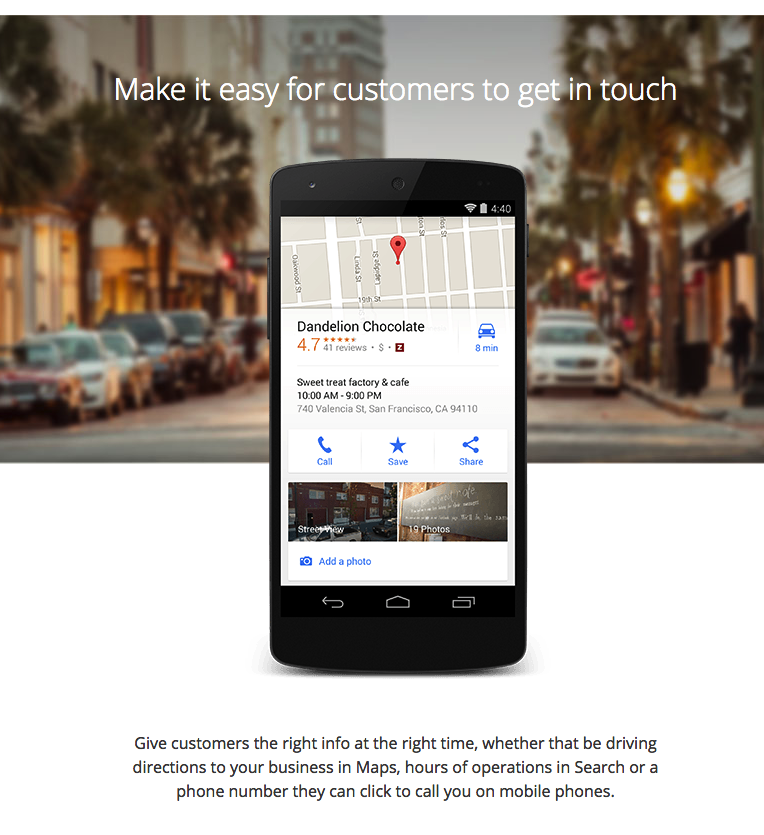 Make it easy for customers to get in touch
4:40
Oakwood St
Linda St
Lapidge St
19th St
Dandelion Chocolate
4.7 41 reviews • $ • Z
8 min
Sweet treat factory & cafe
10:00 AM - 9:00 PM
740 Valencia St, San Francisco, CA 94110
Call Save Share
Street View 19 Photos
Add a photo
Give customers the right info at the right time, whether that be driving
directions to your business in Maps, hours of operations in Search or a
phone number they can click to call you on mobile phones.